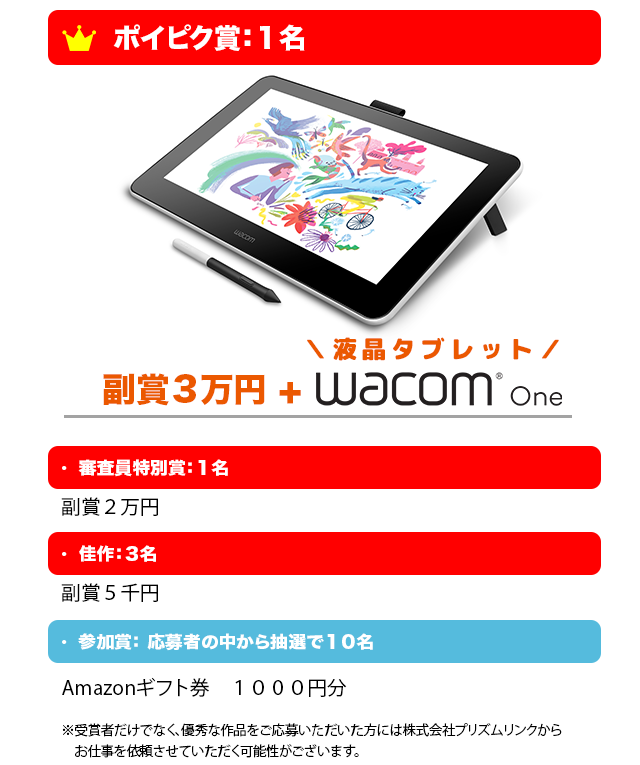 ポイピク賞：１名
wacom
＼液晶タブレット／
副賞３万円 + wacom® One
・ 審査員特別賞：１名
副賞２万円
・ 佳作：３名
副賞５千円
・ 参加賞： 応募者の中から抽選で１０名
Amazonギフト券　１０００円分
※受賞者だけでなく、優秀な作品をご応募いただいた方には株式会社プリズムリンクから
お仕事を依頼させていただく可能性がございます。